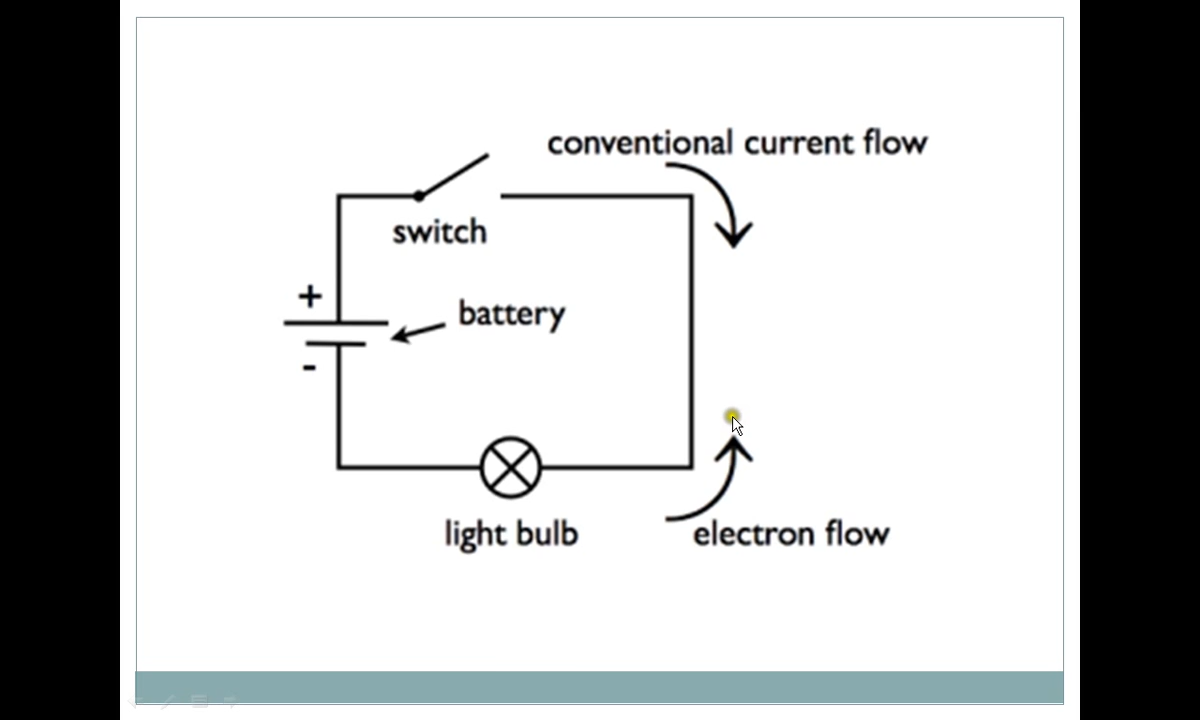 conventional current flow
switch
+
battery
-
light bulb
electron flow